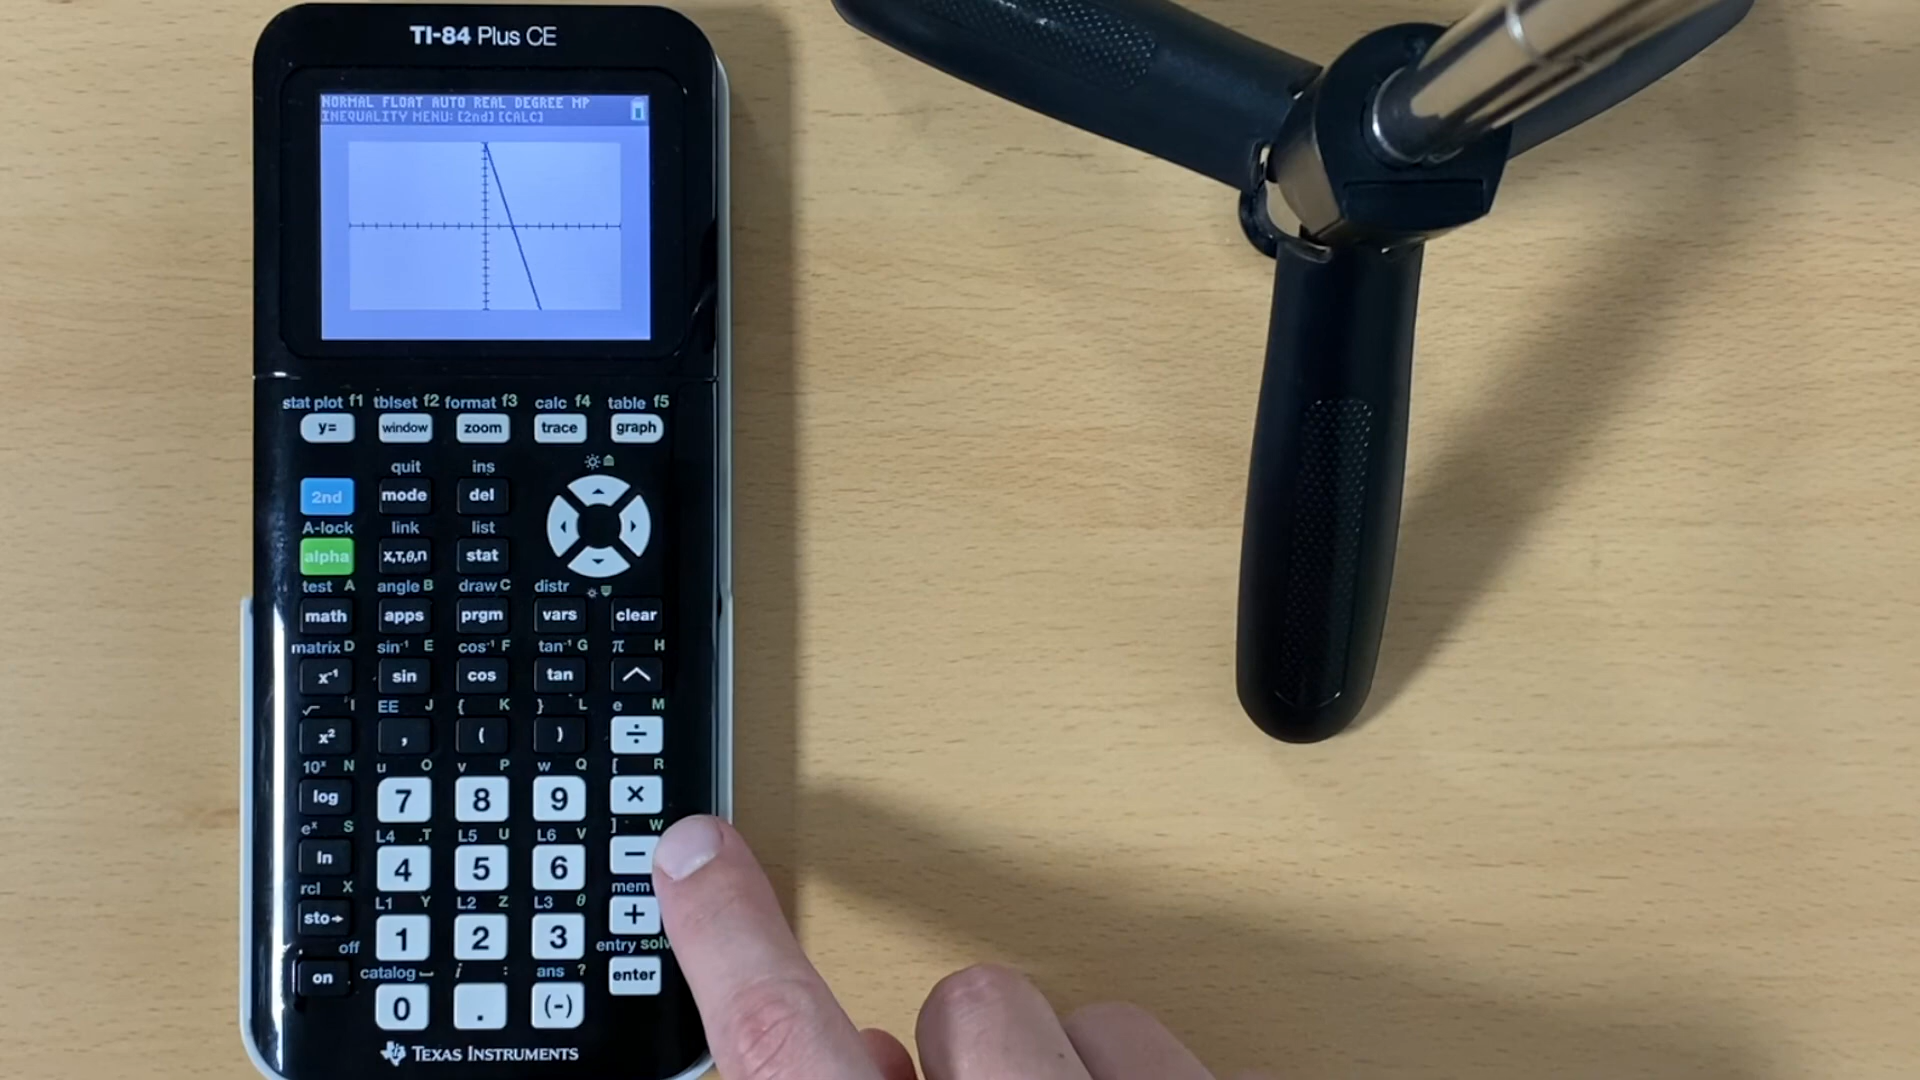 TI-84 Plus CE
NORMAL FLOAT AUTO REAL DEGREE MP
INEQUALITY MENU:[2nd][CALC]
stat plot f1 tblset f2 format f3 calc f4 table f5
y= window zoom trace graph
quit ins
2nd mode del
A-lock link list
alpha x,T,θ,n stat
test A angle B draw C distr
math apps prgm vars clear
matrix D sin⁻¹ E cos⁻¹ F tan⁻¹ G π H
x⁻¹ sin cos tan ^
√ I EE J { K } L e M
x² , ( ) ÷
10ˣ N u O v P w Q [ R
log 7 8 9 ×
eˣ S L4 T L5 U L6 V ] W
ln 4 5 6 −
rcl X L1 Y L2 Z L3 θ mem
sto→ 1 2 3 +
off catalog i : ans ? entry solv
on 0 . (-) enter
TEXAS INSTRUMENTS